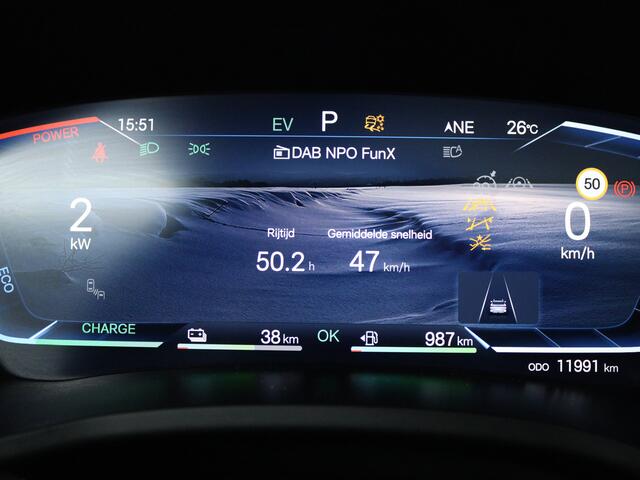 POWER
15:51
EV
P
ANE
26°C
DAB NPO FunX
50
P
2
kW
Rijtijd
50.2 h
Gemiddelde snelheid
47 km/h
0
km/h
ECO
CHARGE
38 km
OK
987 km
ODO 11991 km